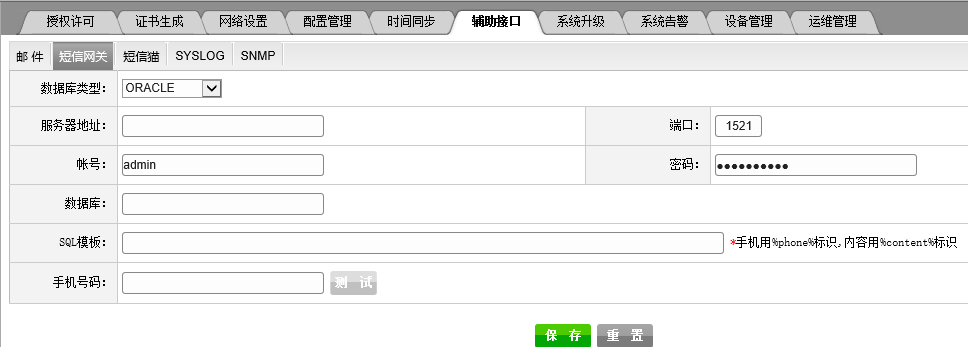 授权许可 证书生成 网络设置 配置管理 时间同步 辅助接口 系统升级 系统告警 设备管理 运维管理
邮 件 短信网关 短信猫 SYSLOG SNMP
数据库类型： ORACLE
服务器地址： 端口： 1521
帐号： admin 密码： ●●●●●●●●●●
数据库：
SQL模板： *手机用%phone%标识,内容用%content%标识
手机号码： 测 试
保 存 重 置